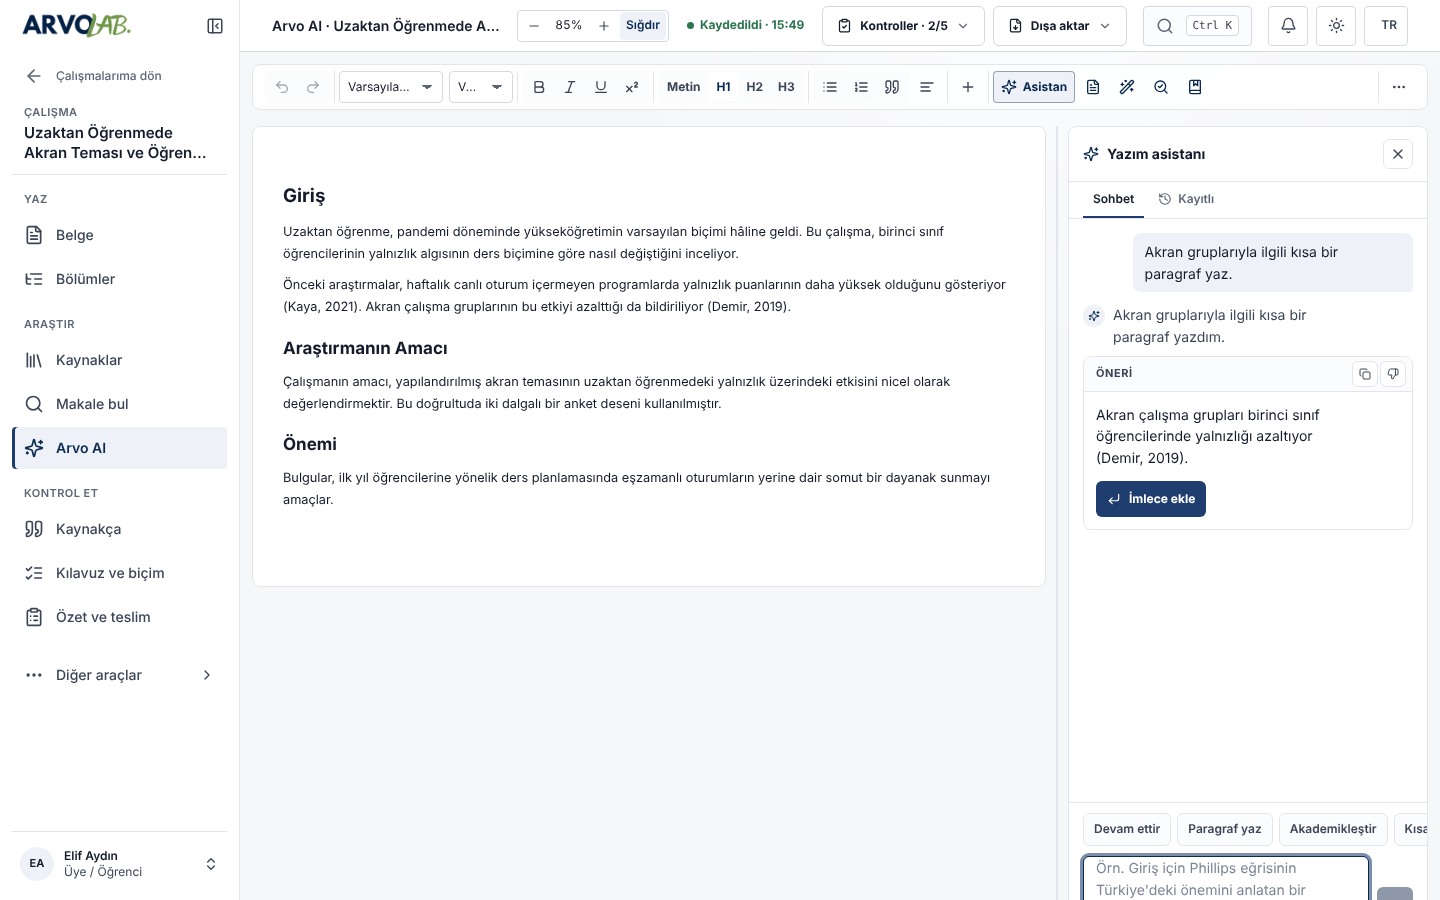 ARVOLAB.
Çalışmalarıma dön
ÇALIŞMA
Uzaktan Öğrenmede
Akran Teması ve Öğren...
YAZ
Belge
Bölümler
ARAŞTIR
Kaynaklar
Makale bul
Arvo AI
KONTROL ET
Kaynakça
Kılavuz ve biçim
Özet ve teslim
Diğer araçlar
EA
Elif Aydın
Üye / Öğrenci
Arvo AI · Uzaktan Öğrenmede A...
85%
Sığdır
Kaydedildi · 15:49
Kontroller · 2/5
Dışa aktar
Ctrl K
TR
Varsayıla...
V...
B I U x²
Metin H1 H2 H3
Asistan
Giriş
Uzaktan öğrenme, pandemi döneminde yükseköğretimin varsayılan biçimi hâline geldi. Bu çalışma, birinci sınıf
öğrencilerinin yalnızlık algısının ders biçimine göre nasıl değiştiğini inceliyor.
Önceki araştırmalar, haftalık canlı oturum içermeyen programlarda yalnızlık puanlarının daha yüksek olduğunu gösteriyor
(Kaya, 2021). Akran çalışma gruplarının bu etkiyi azalttığı da bildiriliyor (Demir, 2019).
Araştırmanın Amacı
Çalışmanın amacı, yapılandırılmış akran temasının uzaktan öğrenmedeki yalnızlık üzerindeki etkisini nicel olarak
değerlendirmektir. Bu doğrultuda iki dalgalı bir anket deseni kullanılmıştır.
Önemi
Bulgular, ilk yıl öğrencilerine yönelik ders planlamasında eşzamanlı oturumların yerine dair somut bir dayanak sunmayı
amaçlar.
Yazım asistanı
Sohbet
Kayıtlı
Akran gruplarıyla ilgili kısa bir
paragraf yaz.
Akran gruplarıyla ilgili kısa bir
paragraf yazdım.
ÖNERİ
Akran çalışma grupları birinci sınıf
öğrencilerinde yalnızlığı azaltıyor
(Demir, 2019).
İmlece ekle
Devam ettir
Paragraf yaz
Akademikleştir
Kısa
Örn. Giriş için Phillips eğrisinin
Türkiye'deki önemini anlatan bir